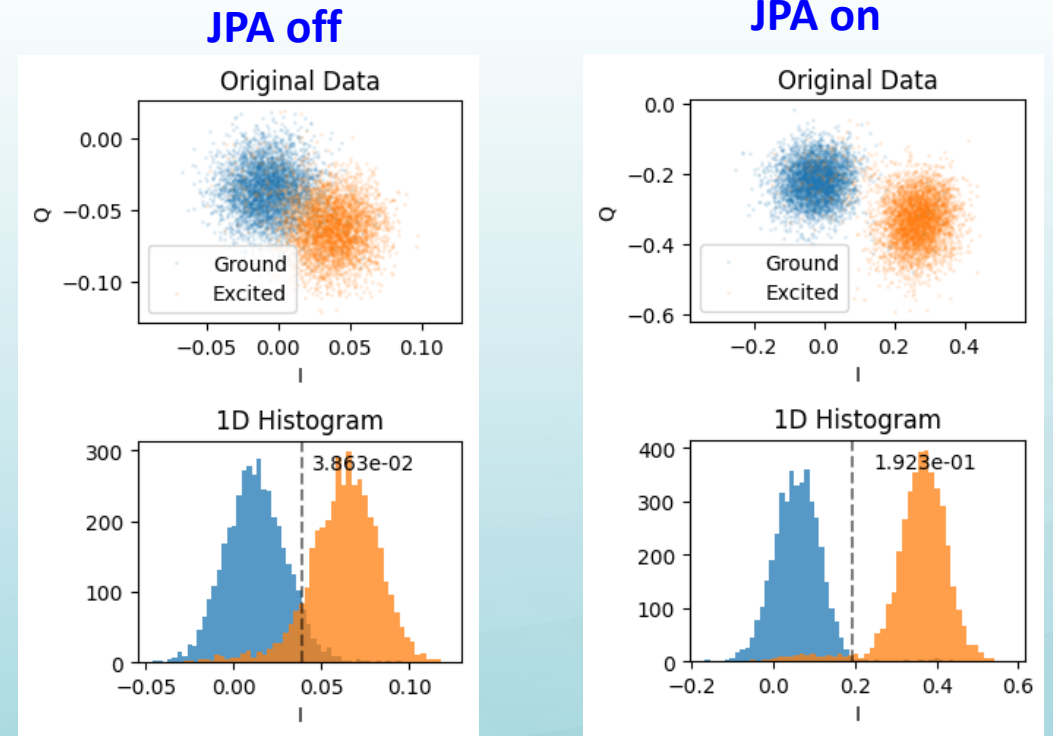 JPA off
Original Data
0.00
−0.05
−0.10
Q
Ground
Excited
−0.05 0.00 0.05 0.10
I
1D Histogram
300
200
100
0
3.863e-02
−0.05 0.00 0.05 0.10
I
JPA on
Original Data
0.0
−0.2
−0.4
−0.6
Q
Ground
Excited
−0.2 0.0 0.2 0.4
I
1D Histogram
400
300
200
100
0
1.923e-01
−0.2 0.0 0.2 0.4 0.6
I